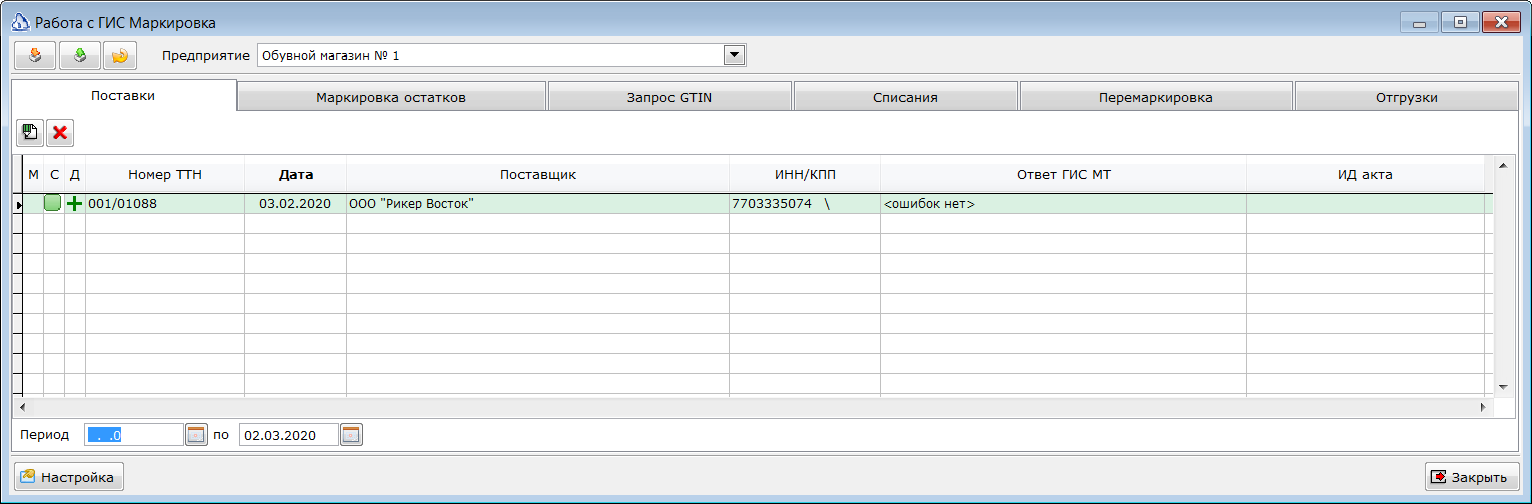 Работа с ГИС Маркировка
Предприятие Обувной магазин № 1
Поставки Маркировка остатков Запрос GTIN Списания Перемаркировка Отгрузки
М С Д Номер ТТН Дата Поставщик ИНН/КПП Ответ ГИС МТ ИД акта
001/01088 03.02.2020 ООО "Рикер Восток" 7703335074 \ <ошибок нет>
Период . .0 по 02.03.2020
Настройка Закрыть